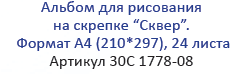 Альбом для рисования
на скрепке “Сквер”.
Формат А4 (210*297), 24 листа
Артикул 30С 1778-08